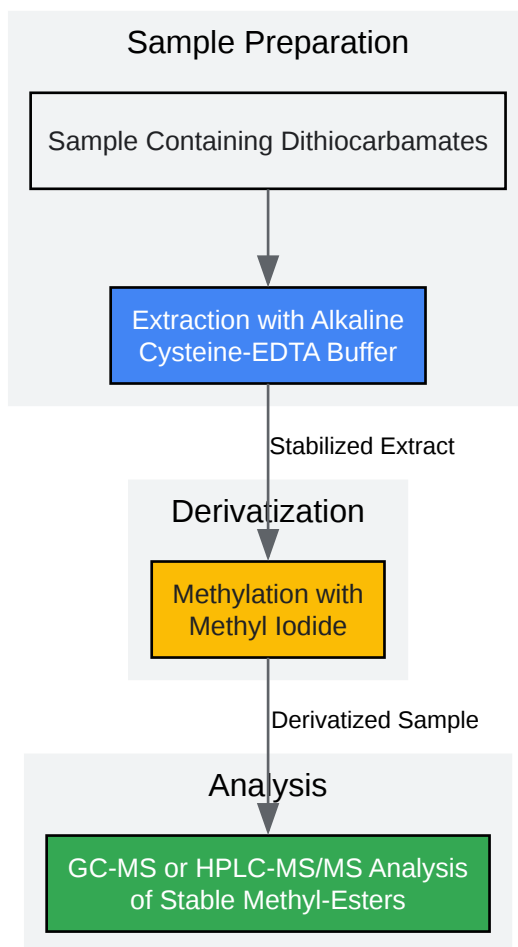 Sample Preparation
Sample Containing Dithiocarbamates
Extraction with Alkaline
Cysteine-EDTA Buffer
Stabilized Extract
Derivatization
Methylation with
Methyl Iodide
Derivatized Sample
Analysis
GC-MS or HPLC-MS/MS Analysis
of Stable Methyl-Esters